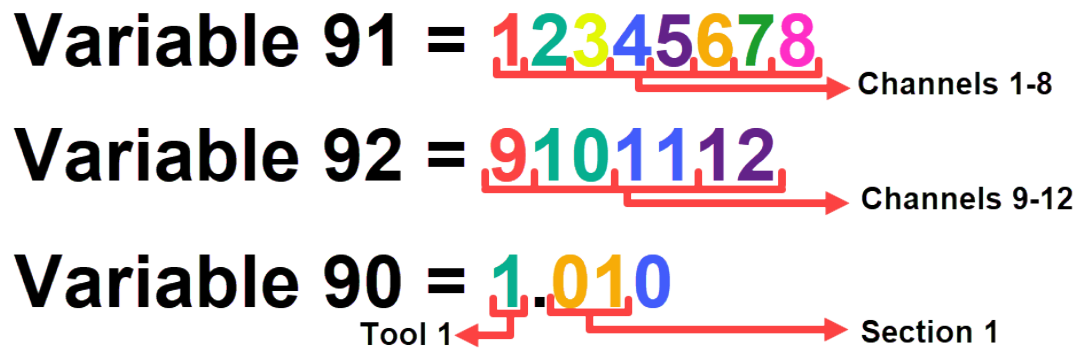 Variable 91 = 12345678
Channels 1-8
Variable 92 = 9101112
Channels 9-12
Variable 90 = 1.010
Tool 1
Section 1